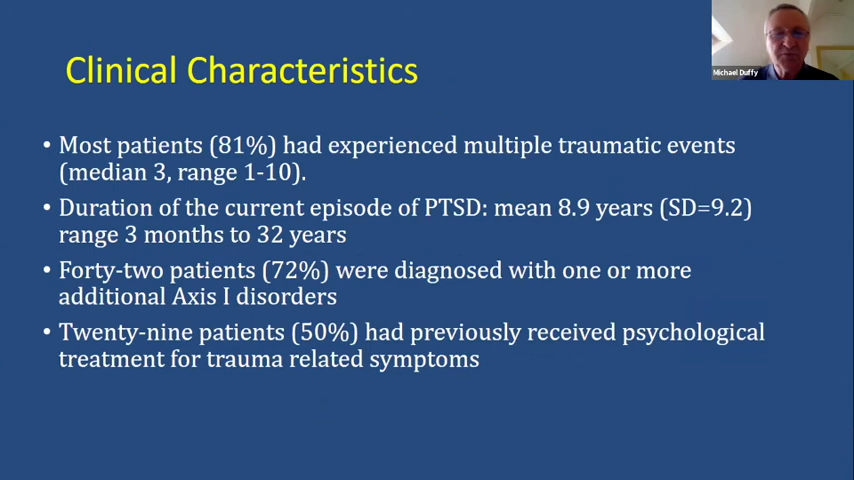 Clinical Characteristics
Michael Duffy
• Most patients (81%) had experienced multiple traumatic events
(median 3, range 1-10).
• Duration of the current episode of PTSD: mean 8.9 years (SD=9.2)
range 3 months to 32 years
• Forty-two patients (72%) were diagnosed with one or more
additional Axis I disorders
• Twenty-nine patients (50%) had previously received psychological
treatment for trauma related symptoms